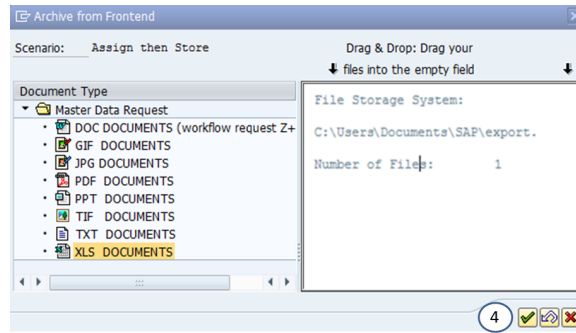 Archive from Frontend
Scenario: Assign then Store
Drag & Drop: Drag your
files into the empty field
Document Type
Master Data Request
DOC DOCUMENTS (workflow request Z+
GIF DOCUMENTS
JPG DOCUMENTS
PDF DOCUMENTS
PPT DOCUMENTS
TIF DOCUMENTS
TXT DOCUMENTS
XLS DOCUMENTS
File Storage System:
C:\Users\Documents\SAP\export.
Number of Files: 1
4